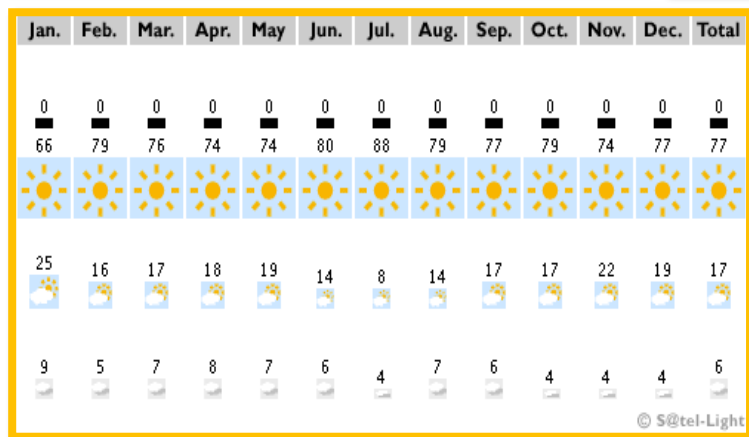 Jan. Feb. Mar. Apr. May Jun. Jul. Aug. Sep. Oct. Nov. Dec. Total
0 0 0 0 0 0 0 0 0 0 0 0 0
66 79 76 74 74 80 88 79 77 79 74 77 77
25 16 17 18 19 14 8 14 17 17 22 19 17
9 5 7 8 7 6 4 7 6 4 4 4 6
© S@tel-Light